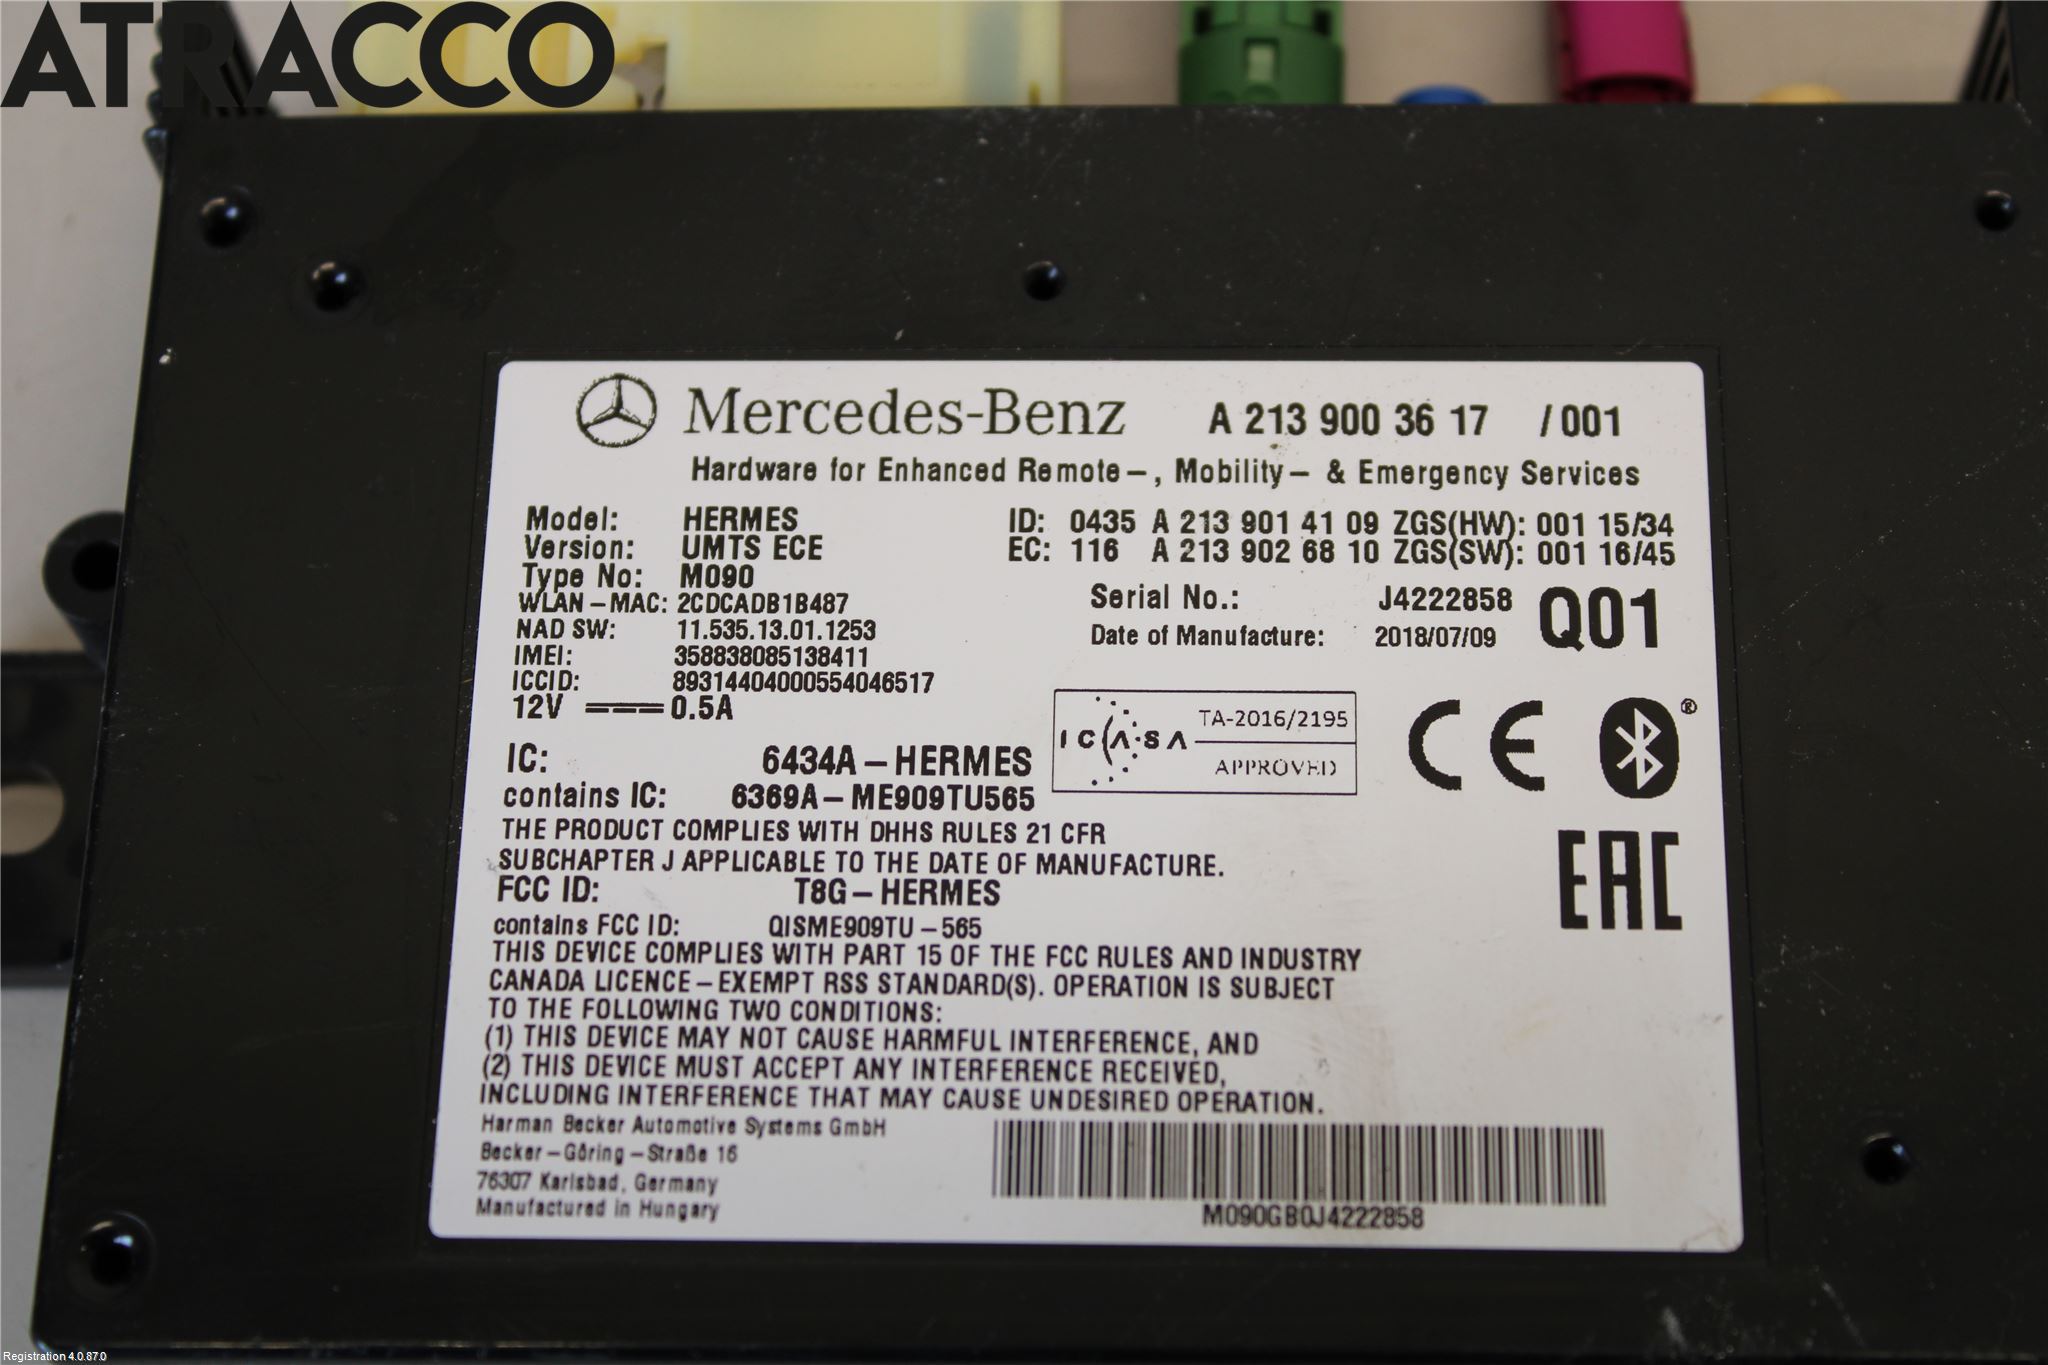 ATRACCO
Mercedes-Benz A 213 900 36 17 /001
Hardware for Enhanced Remote-, Mobility- & Emergency Services
Model: HERMES ID: 0435 A 213 901 41 09 ZGS(HW): 001 15/34
Version: UMTS ECE EC: 116 A 213 902 68 10 ZGS(SW): 001 16/45
Type No: M090
WLAN-MAC: 2CDCADB1B487 Serial No.: J4222858 Q01
NAD SW: 11.535.13.01.1253 Date of Manufacture: 2018/07/09
IMEI: 358838085138411
ICCID: 89314404000554046517
12V 0.5A
ICASA TA-2016/2195
APPROVED
CE
IC: 6434A-HERMES
contains IC: 6369A-ME909TU565
THE PRODUCT COMPLIES WITH DHHS RULES 21 CFR
SUBCHAPTER J APPLICABLE TO THE DATE OF MANUFACTURE.
EAC
FCC ID: T8G-HERMES
contains FCC ID: QISME909TU-565
THIS DEVICE COMPLIES WITH PART 15 OF THE FCC RULES AND INDUSTRY
CANADA LICENCE-EXEMPT RSS STANDARD(S). OPERATION IS SUBJECT
TO THE FOLLOWING TWO CONDITIONS:
(1) THIS DEVICE MAY NOT CAUSE HARMFUL INTERFERENCE, AND
(2) THIS DEVICE MUST ACCEPT ANY INTERFERENCE RECEIVED,
INCLUDING INTERFERENCE THAT MAY CAUSE UNDESIRED OPERATION.
Harman Becker Automotive Systems GmbH
Becker-Göring-Straße 16
76307 Karlsbad, Germany
Manufactured in Hungary
M090GB0J4222858
Registration 4.0.87.0